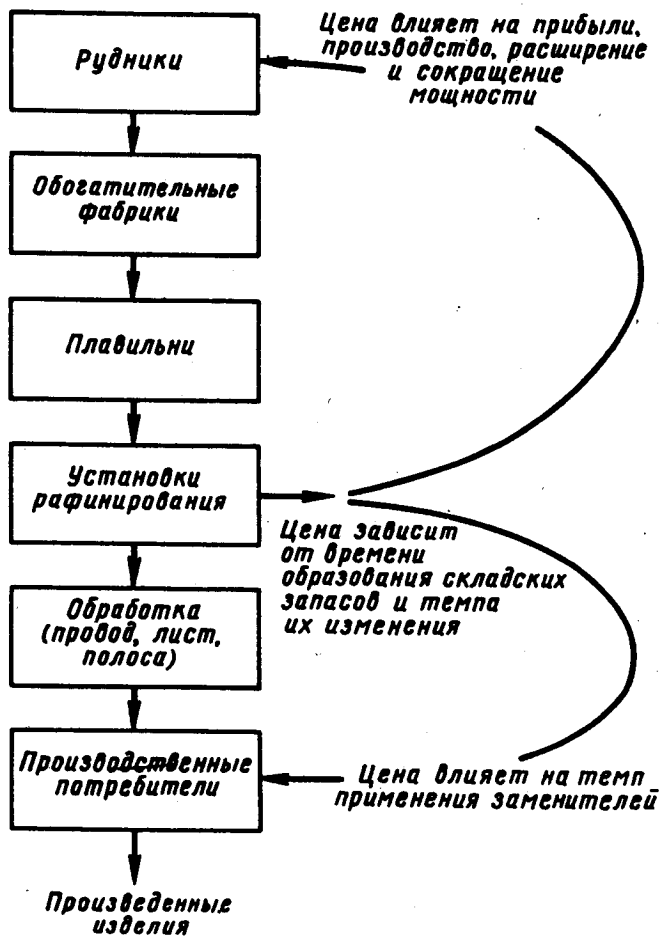 Рудники
Цена влияет на прибыли,
производство, расширение
и сокращение
мощности
Обогатительные
фабрики
Плавильни
Установки
рафинирования
Цена зависит
от времени
образования складских
запасов и темпа
их изменения
Обработка
(провод, лист,
полоса)
Производственные
потребители
Цена влияет на темп
применения заменителей
Произведенные
изделия